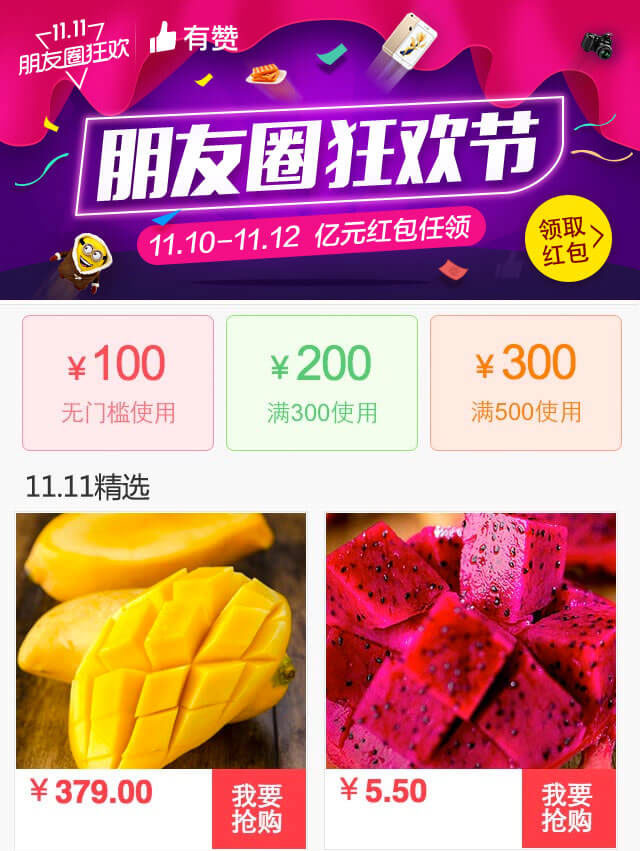 11.11
朋友圈狂欢
有赞
朋友圈狂欢节
11.10-11.12 亿元红包任领
领取
红包
¥100
无门槛使用
¥200
满300使用
¥300
满500使用
11.11精选
¥379.00
我要
抢购
¥5.50
我要
抢购